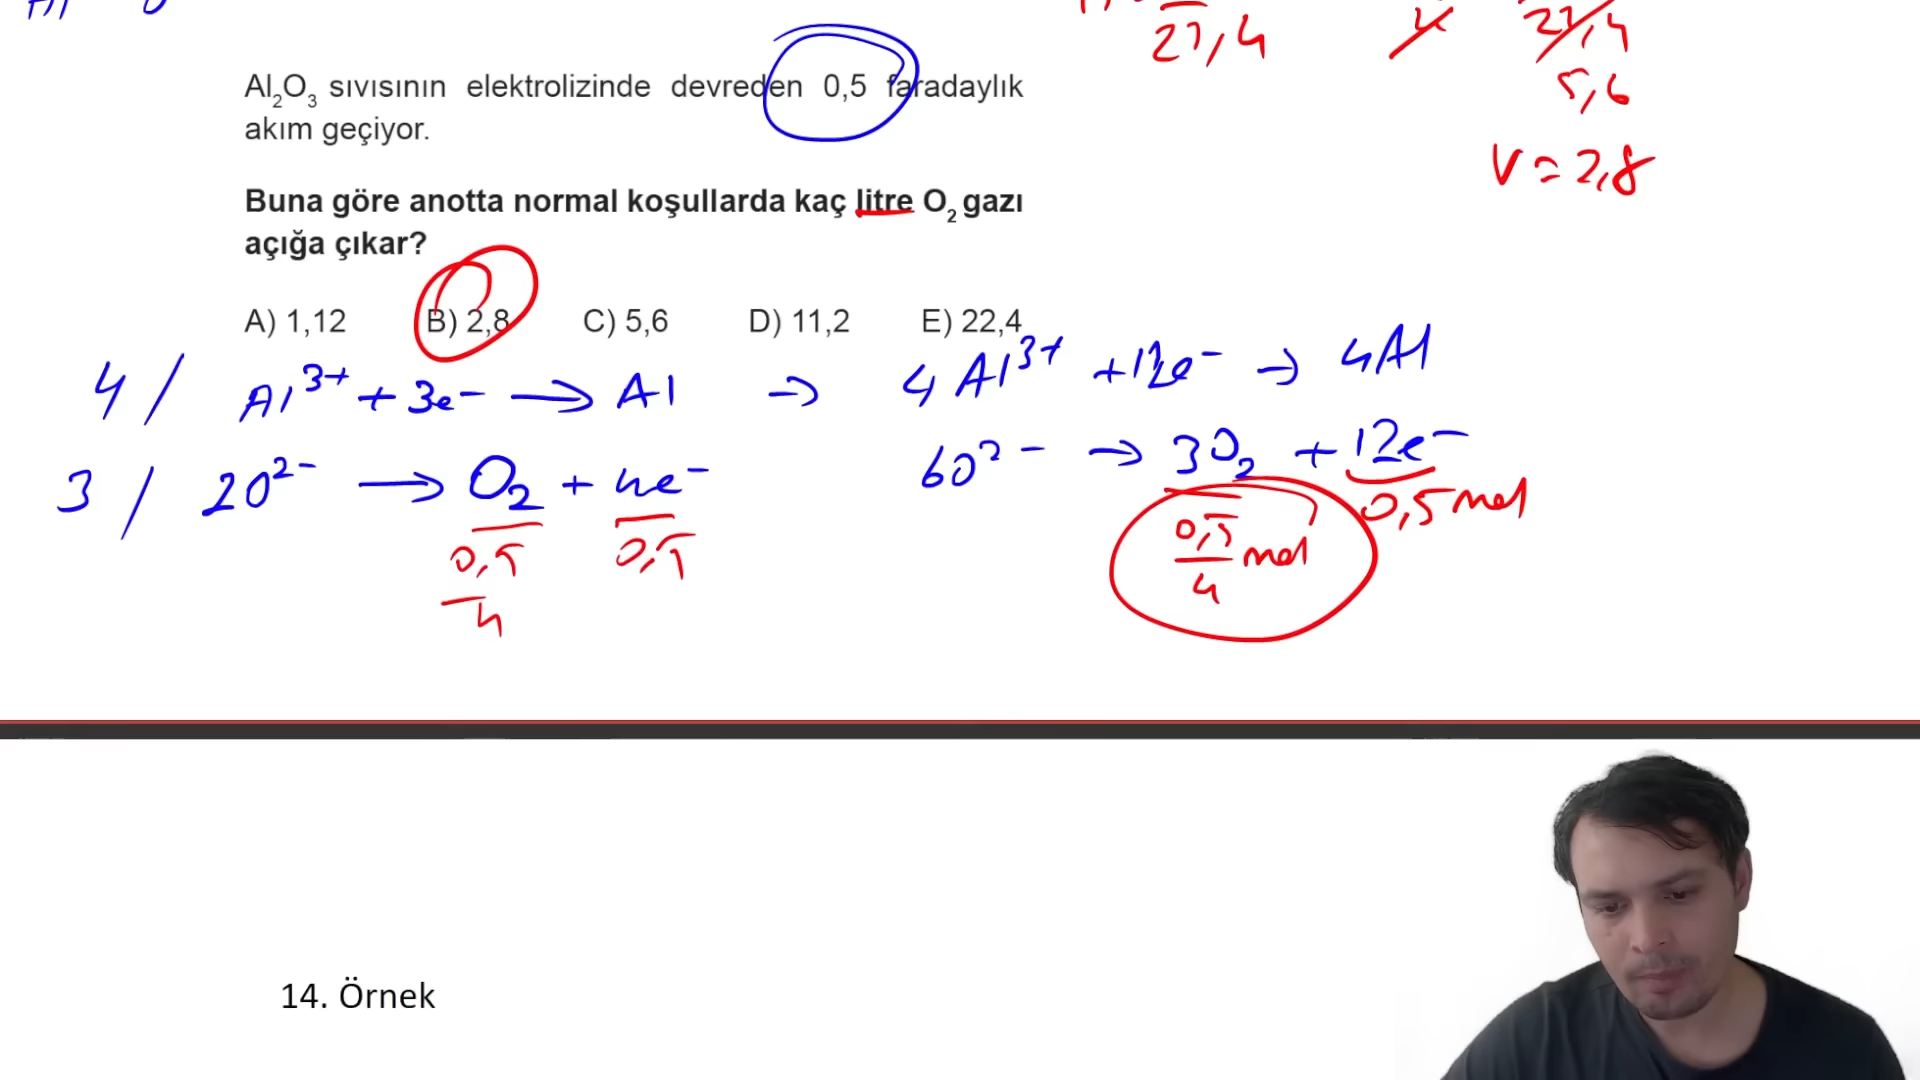 22,4
22,4
5,6
V = 2,8
Al₂O₃ sıvısının elektrolizinde devreden 0,5 faradaylık
akım geçiyor.
Buna göre anotta normal koşullarda kaç litre O₂ gazı
açığa çıkar?
A) 1,12 B) 2,8 C) 5,6 D) 11,2 E) 22,4
4 / Al³⁺ + 3e⁻ → Al → 4Al³⁺ + 12e⁻ → 4Al
3 / 2O²⁻ → O₂ + 4e⁻ 6O²⁻ → 3O₂ + 12e⁻
0,5 mol
0,5 0,5 0,5 mol
4 4
14. Örnek